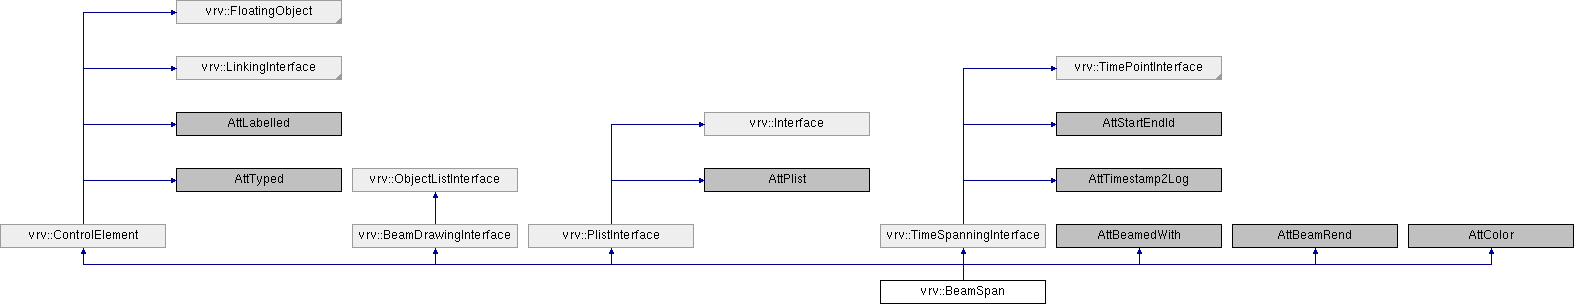 vrv::FloatingObject
vrv::LinkingInterface
vrv::TimePointInterface
AttLabelled
vrv::Interface
AttStartEndId
AttTyped
vrv::ObjectListInterface
AttPlist
AttTimestamp2Log
vrv::ControlElement
vrv::BeamDrawingInterface
vrv::PlistInterface
vrv::TimeSpanningInterface
AttBeamedWith
AttBeamRend
AttColor
vrv::BeamSpan